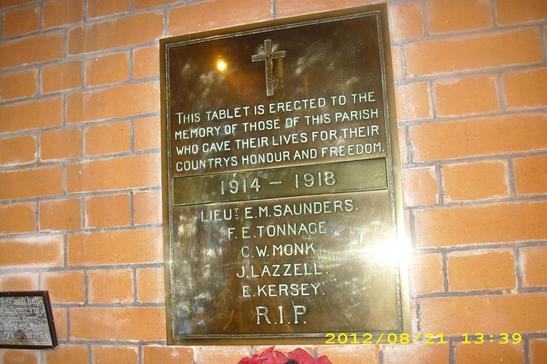 THIS TABLET IS ERECTED TO THE
MEMORY OF THOSE OF THIS PARISH
WHO GAVE THEIR LIVES FOR THEIR
COUNTRYS HONOUR AND FREEDOM.
1914 — 1918
LIEUT. E.M. SAUNDERS.
F.E. TONNAGE.
C.W. MONK.
J. LAZZELL.
E. KERSEY.
R.I.P.
2012/08/21 13:39